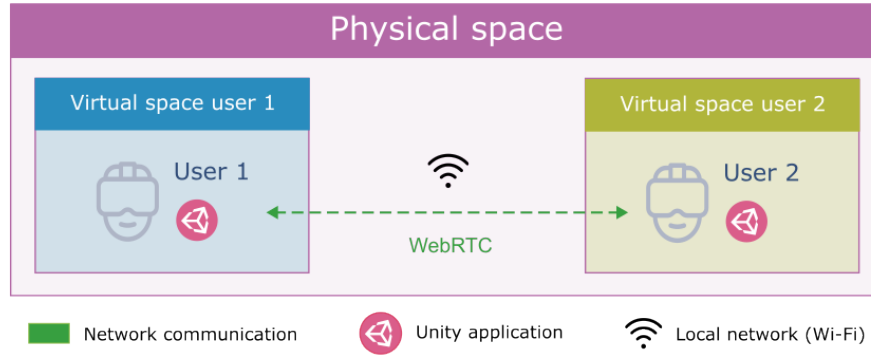 Physical space
Virtual space user 1
Virtual space user 2
User 1
User 2
WebRTC
Network communication
Unity application
Local network (Wi-Fi)